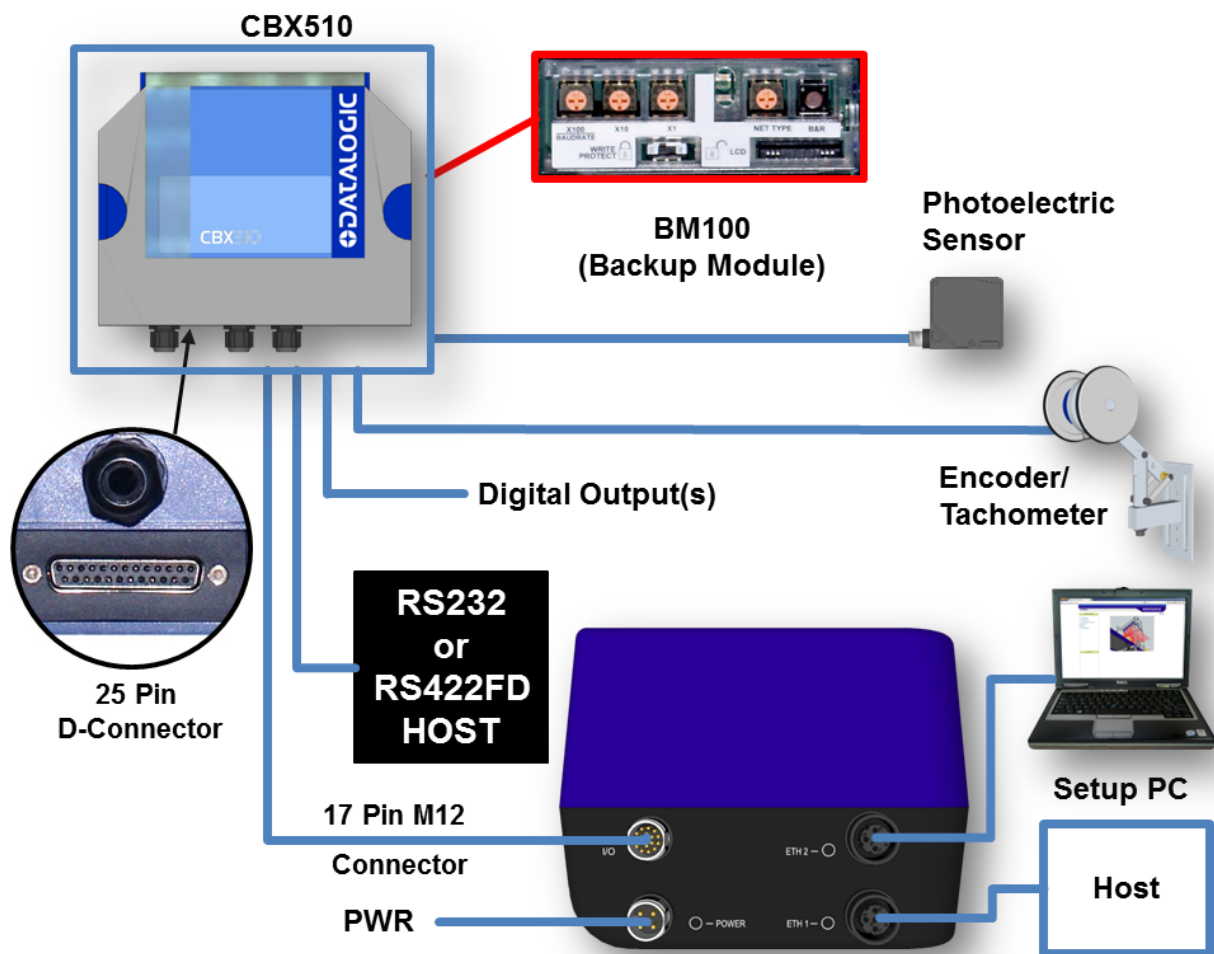 CBX510
DATALOGIC
CBX510
X100
BAUDRATE
X10
X1
NET TYPE
B&R
WRITE
PROTECT
LCD
BM100
(Backup Module)
Photoelectric
Sensor
Encoder/
Tachometer
Digital Output(s)
25 Pin
D-Connector
RS232
or
RS422FD
HOST
17 Pin M12
Connector
I/O
ETH 2
Setup PC
PWR
POWER
ETH 1
Host